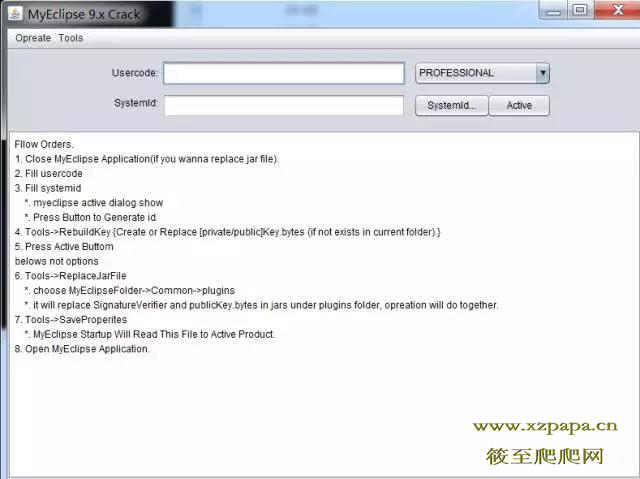 MyEclipse 9.x Crack
Opreate Tools
Usercode: PROFESSIONAL
SystemId: SystemId... Active
Fllow Orders.
1. Close MyEclipse Application(if you wanna replace jar file).
2. Fill usercode
3. Fill systemid
*. myeclipse active dialog show
*. Press Button to Generate id
4. Tools->RebuildKey {Create or Replace [private/public]Key.bytes (if not exists in current folder).}
5. Press Active Buttom
belows not options
6. Tools->ReplaceJarFile
*. choose MyEclipseFolder->Common->plugins
*. it will replace SignatureVerifier and publicKey.bytes in jars under plugins folder, opreation will do together.
7. Tools->SaveProperites
*. MyEclipse Startup Will Read This File to Active Product.
8. Open MyEclipse Application.
www.xzpapa.cn
筱至爬爬网